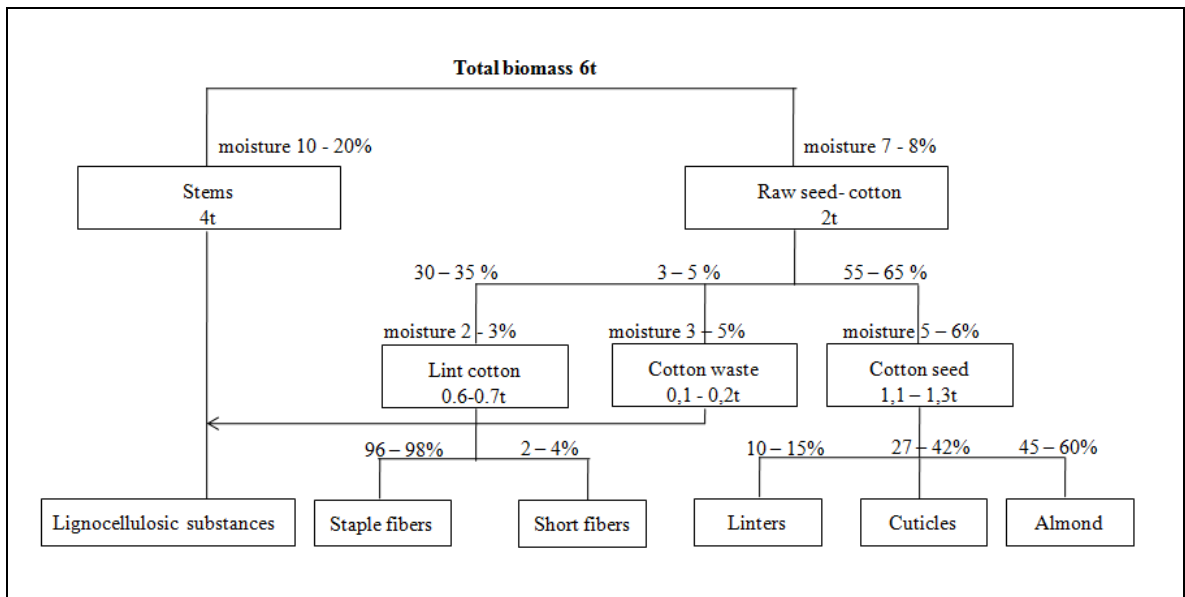 Total biomass 6t
moisture 10 - 20%
moisture 7 - 8%
Stems
4t
Raw seed- cotton
2t
30 – 35 %
3 – 5 %
55 – 65 %
moisture 2 - 3%
moisture 3 – 5%
moisture 5 – 6%
Lint cotton
0.6-0.7t
Cotton waste
0,1 - 0,2t
Cotton seed
1,1 – 1,3t
96 – 98%
2 – 4%
10 – 15%
27 – 42%
45 – 60%
Lignocellulosic substances
Staple fibers
Short fibers
Linters
Cuticles
Almond